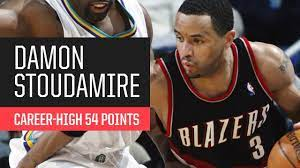 DAMON
STOUDAMIRE
CAREER-HIGH 54 POINTS
BLAZERS
3